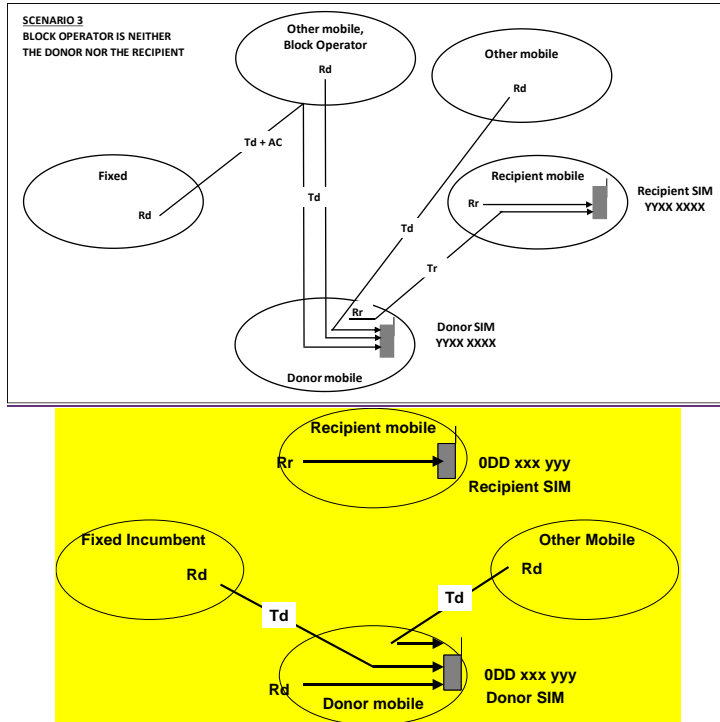 SCENARIO 3
BLOCK OPERATOR IS NEITHER
THE DONOR NOR THE RECIPIENT
Other mobile,
Block Operator
Rd
Other mobile
Rd
Td + AC
Fixed
Rd
Td
Recipient mobile
Rr
Recipient SIM
YYXX XXXX
Td
Tr
Rr
Donor SIM
YYXX XXXX
Donor mobile
Recipient mobile
Rr
0DD xxx yyy
Recipient SIM
Fixed Incumbent
Rd
Other Mobile
Rd
Td
Td
0DD xxx yyy
Donor SIM
Rd
Donor mobile